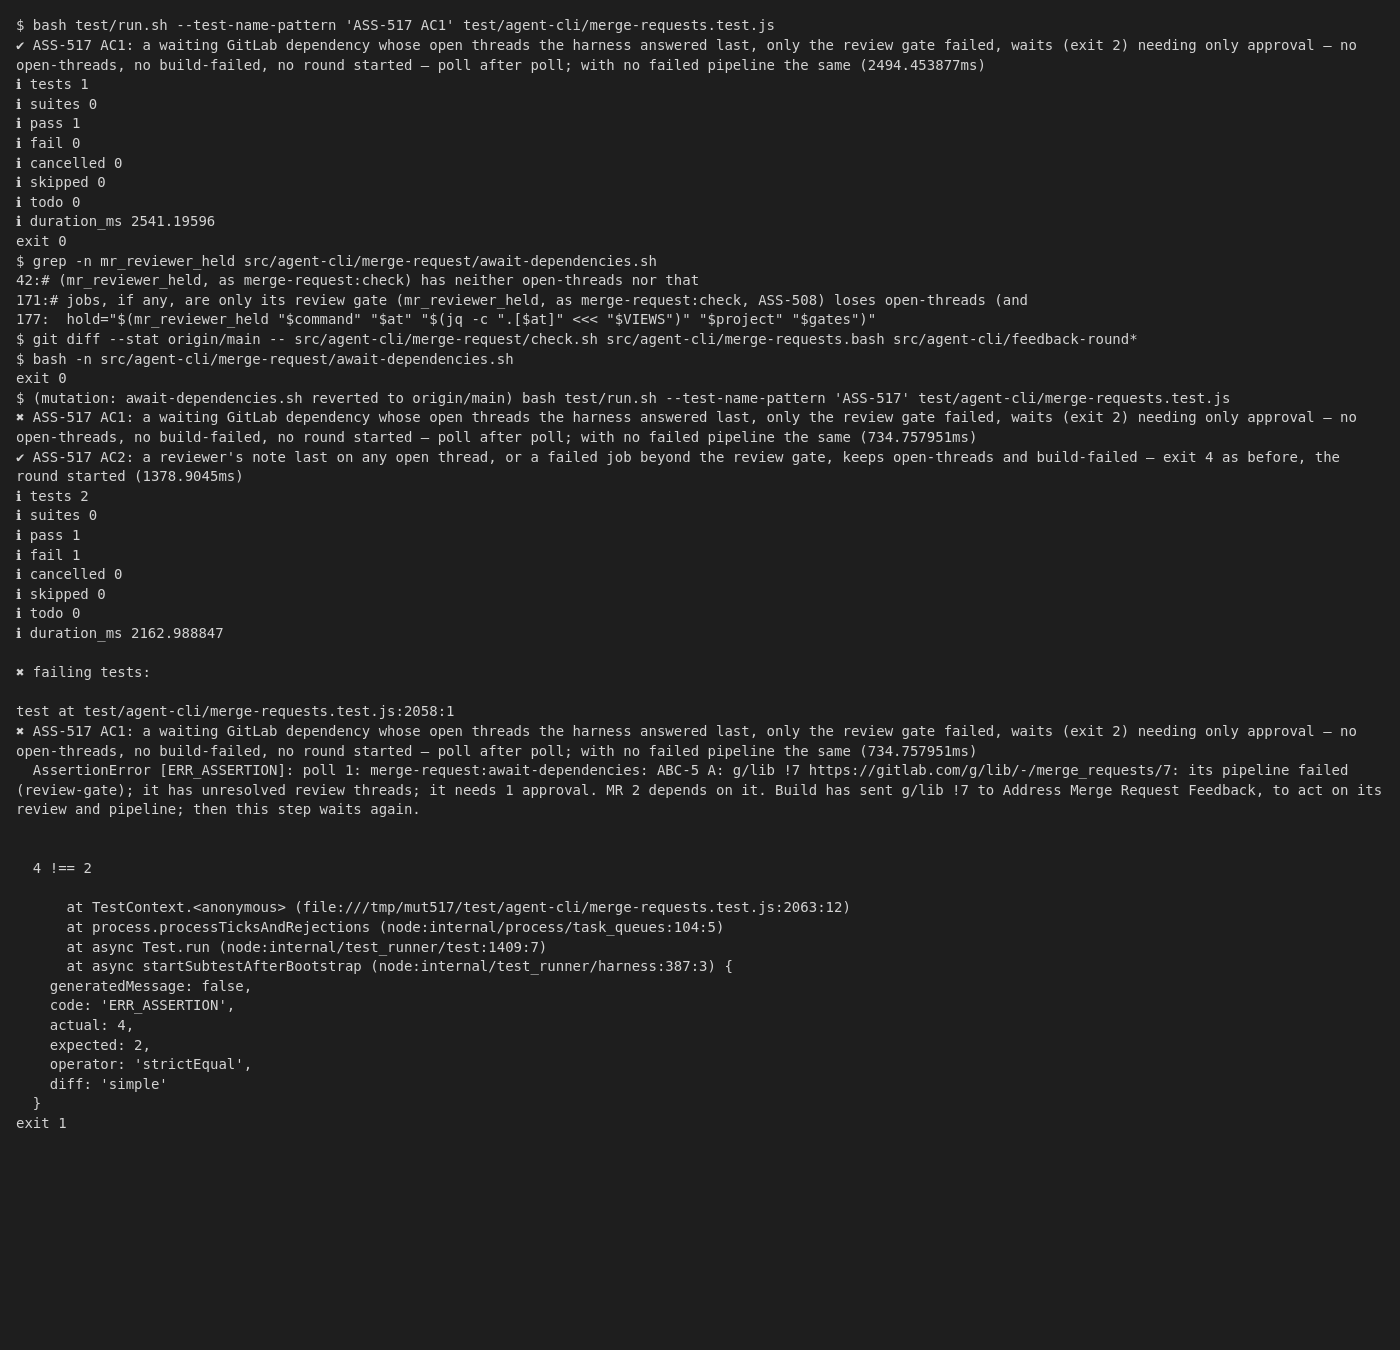 $ bash test/run.sh --test-name-pattern 'ASS-517 AC1' test/agent-cli/merge-requests.test.js
✔ ASS-517 AC1: a waiting GitLab dependency whose open threads the harness answered last, only the review gate failed, waits (exit 2) needing only approval — no
open-threads, no build-failed, no round started — poll after poll; with no failed pipeline the same (2494.453877ms)
ℹ tests 1
ℹ suites 0
ℹ pass 1
ℹ fail 0
ℹ cancelled 0
ℹ skipped 0
ℹ todo 0
ℹ duration_ms 2541.19596
exit 0
$ grep -n mr_reviewer_held src/agent-cli/merge-request/await-dependencies.sh
42:# (mr_reviewer_held, as merge-request:check) has neither open-threads nor that
171:# jobs, if any, are only its review gate (mr_reviewer_held, as merge-request:check, ASS-508) loses open-threads (and
177:  hold="$(mr_reviewer_held "$command" "$at" "$(jq -c ".[$at]" <<< "$VIEWS")" "$project" "$gates")"
$ git diff --stat origin/main -- src/agent-cli/merge-request/check.sh src/agent-cli/merge-requests.bash src/agent-cli/feedback-round*
$ bash -n src/agent-cli/merge-request/await-dependencies.sh
exit 0
$ (mutation: await-dependencies.sh reverted to origin/main) bash test/run.sh --test-name-pattern 'ASS-517' test/agent-cli/merge-requests.test.js
✖ ASS-517 AC1: a waiting GitLab dependency whose open threads the harness answered last, only the review gate failed, waits (exit 2) needing only approval — no
open-threads, no build-failed, no round started — poll after poll; with no failed pipeline the same (734.757951ms)
✔ ASS-517 AC2: a reviewer's note last on any open thread, or a failed job beyond the review gate, keeps open-threads and build-failed — exit 4 as before, the
round started (1378.9045ms)
ℹ tests 2
ℹ suites 0
ℹ pass 1
ℹ fail 1
ℹ cancelled 0
ℹ skipped 0
ℹ todo 0
ℹ duration_ms 2162.988847

✖ failing tests:

test at test/agent-cli/merge-requests.test.js:2058:1
✖ ASS-517 AC1: a waiting GitLab dependency whose open threads the harness answered last, only the review gate failed, waits (exit 2) needing only approval — no
open-threads, no build-failed, no round started — poll after poll; with no failed pipeline the same (734.757951ms)
  AssertionError [ERR_ASSERTION]: poll 1: merge-request:await-dependencies: ABC-5 A: g/lib !7 https://gitlab.com/g/lib/-/merge_requests/7: its pipeline failed
(review-gate); it has unresolved review threads; it needs 1 approval. MR 2 depends on it. Build has sent g/lib !7 to Address Merge Request Feedback, to act on its
review and pipeline; then this step waits again.

  4 !== 2

      at TestContext.<anonymous> (file:///tmp/mut517/test/agent-cli/merge-requests.test.js:2063:12)
      at process.processTicksAndRejections (node:internal/process/task_queues:104:5)
      at async Test.run (node:internal/test_runner/test:1409:7)
      at async startSubtestAfterBootstrap (node:internal/test_runner/harness:387:3) {
    generatedMessage: false,
    code: 'ERR_ASSERTION',
    actual: 4,
    expected: 2,
    operator: 'strictEqual',
    diff: 'simple'
  }
exit 1